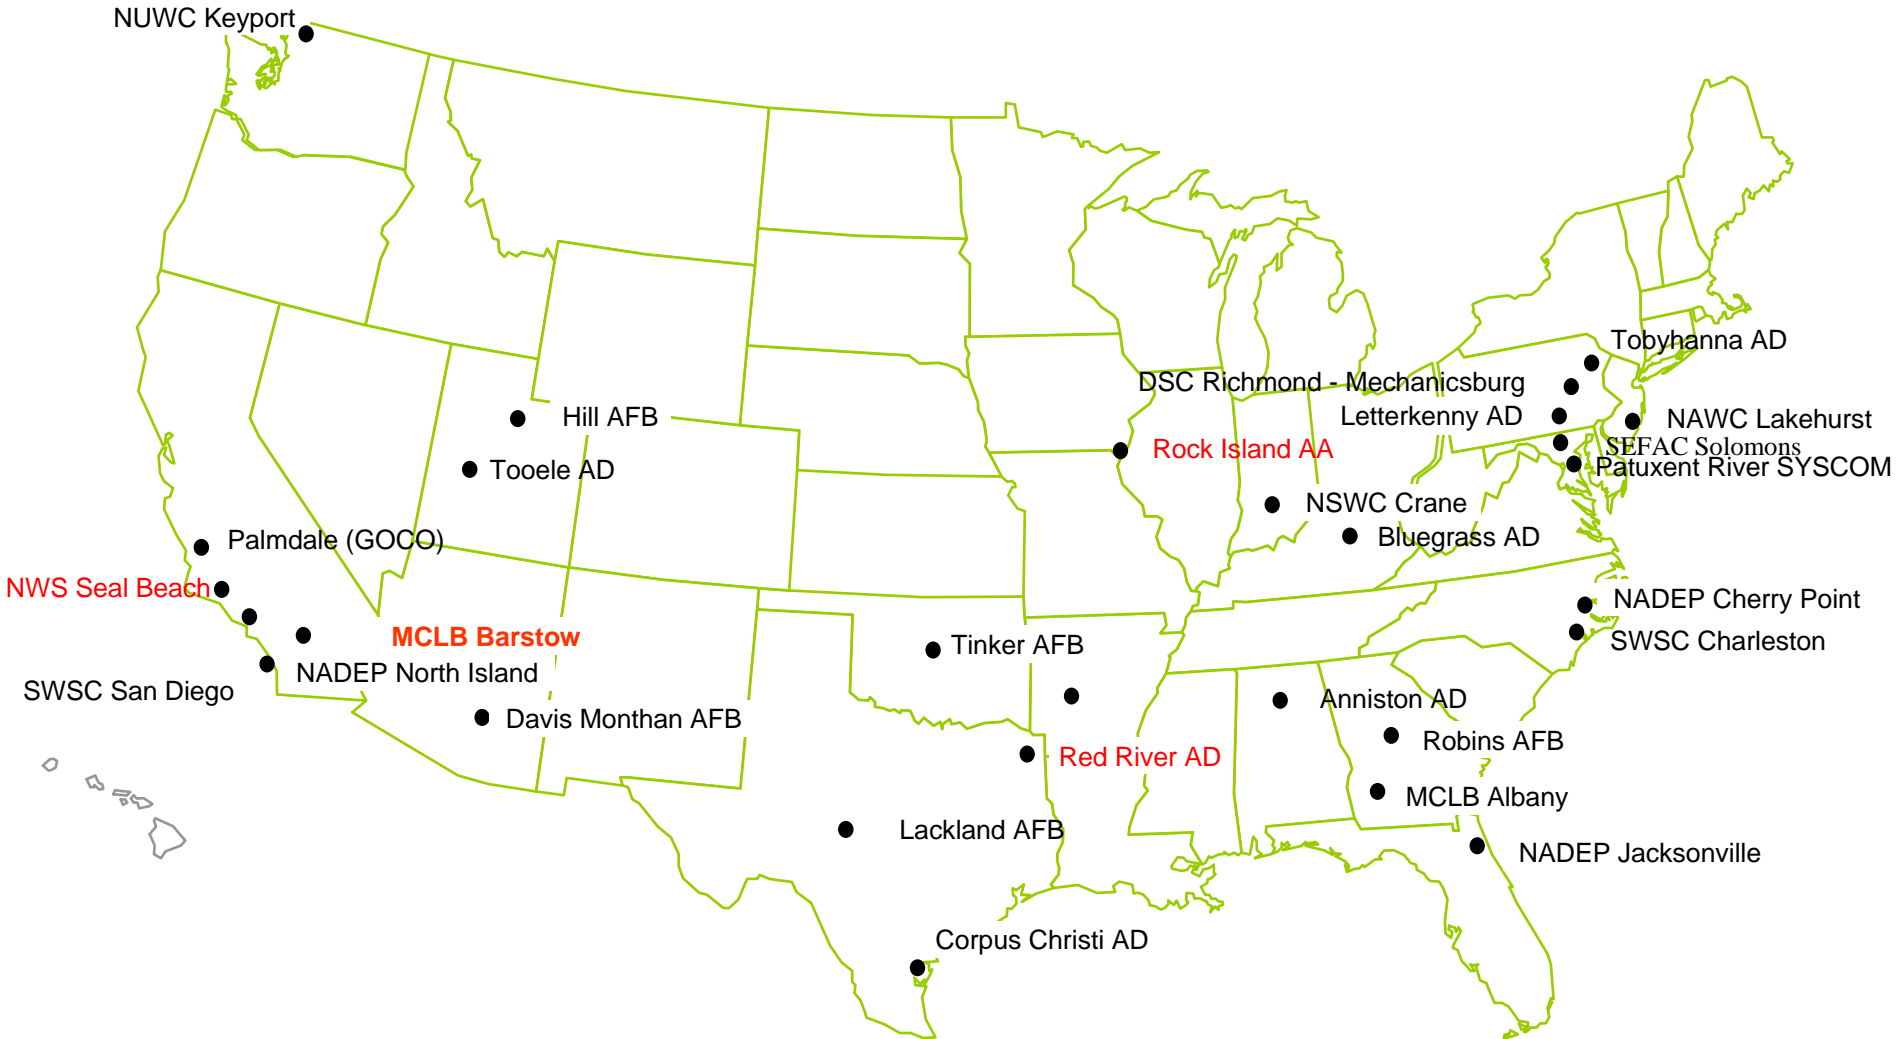 NUWC Keyport
Tobyhanna AD
DSC Richmond - Mechanicsburg
Letterkenny AD
Hill AFB
NAWC Lakehurst
Rock Island AA
SEFAC Solomons
Tooele AD
Patuxent River SYSCOM
NSWC Crane
Palmdale (GOCO)
Bluegrass AD
NWS Seal Beach
NADEP Cherry Point
MCLB Barstow
Tinker AFB
SWSC Charleston
NADEP North Island
SWSC San Diego
Anniston AD
Davis Monthan AFB
Robins AFB
Red River AD
MCLB Albany
Lackland AFB
NADEP Jacksonville
Corpus Christi AD